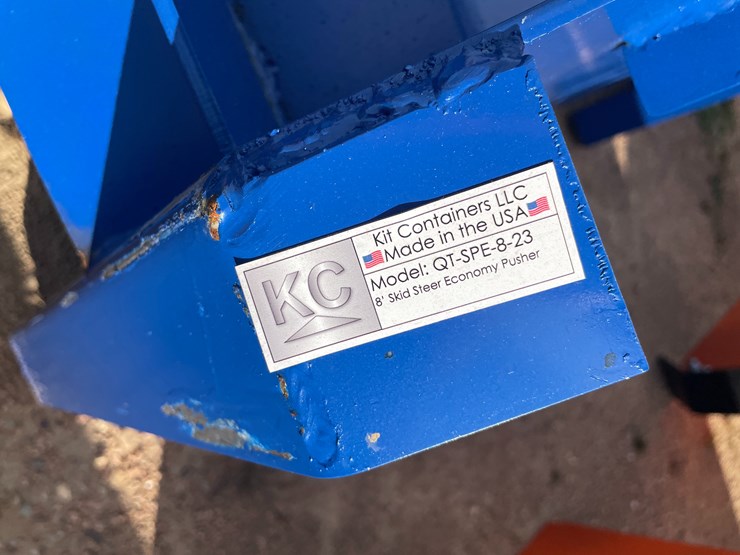 KC
Kit Containers LLC
Made in the USA
Model: QT-SPE-8-23
8' Skid Steer Economy Pusher